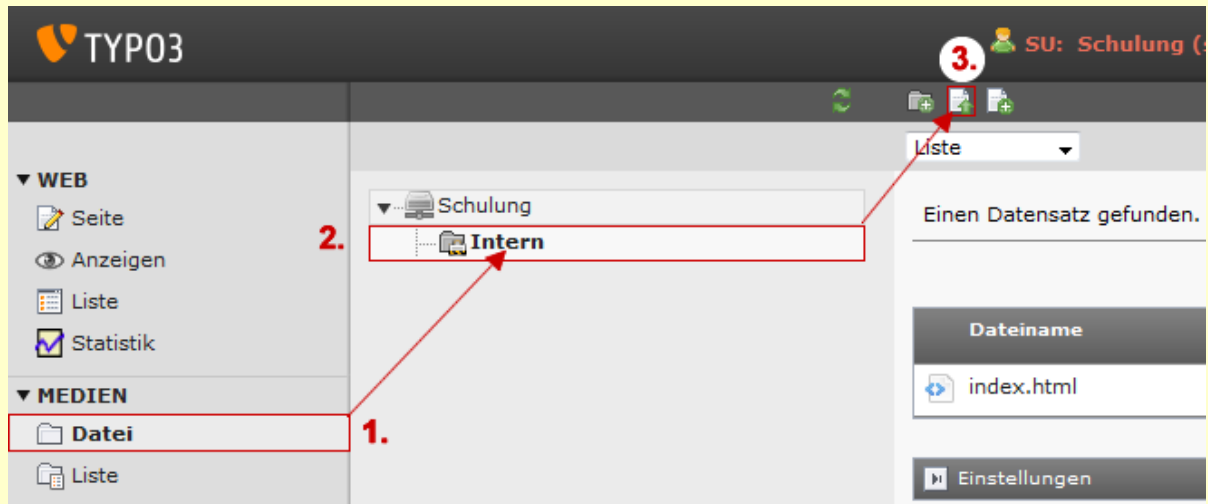 TYPO3
SU: Schulung (
3.
Liste
WEB
Seite
Anzeigen
Liste
Statistik
MEDIEN
Datei
Liste
1.
2.
Schulung
Intern
Einen Datensatz gefunden.
Dateiname
index.html
Einstellungen